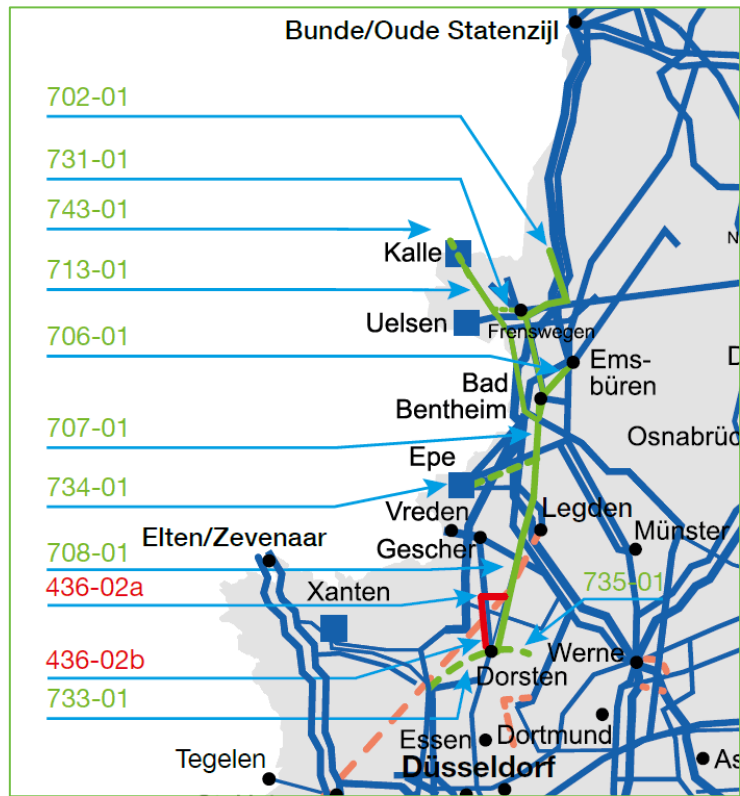 Bunde/Oude Statenzijl
702-01
731-01
743-01
N
Kalle
713-01
Uelsen
Frenswegen
706-01
Ems-
büren
D
Bad
Bentheim
707-01
Osnabrüc
Epe
734-01
Vreden
Legden
Elten/Zevenaar
Münster
Gescher
708-01
436-02a
Xanten
735-01
436-02b
Werne
Dorsten
733-01
Essen
Dortmund
Tegelen
Düsseldorf
As